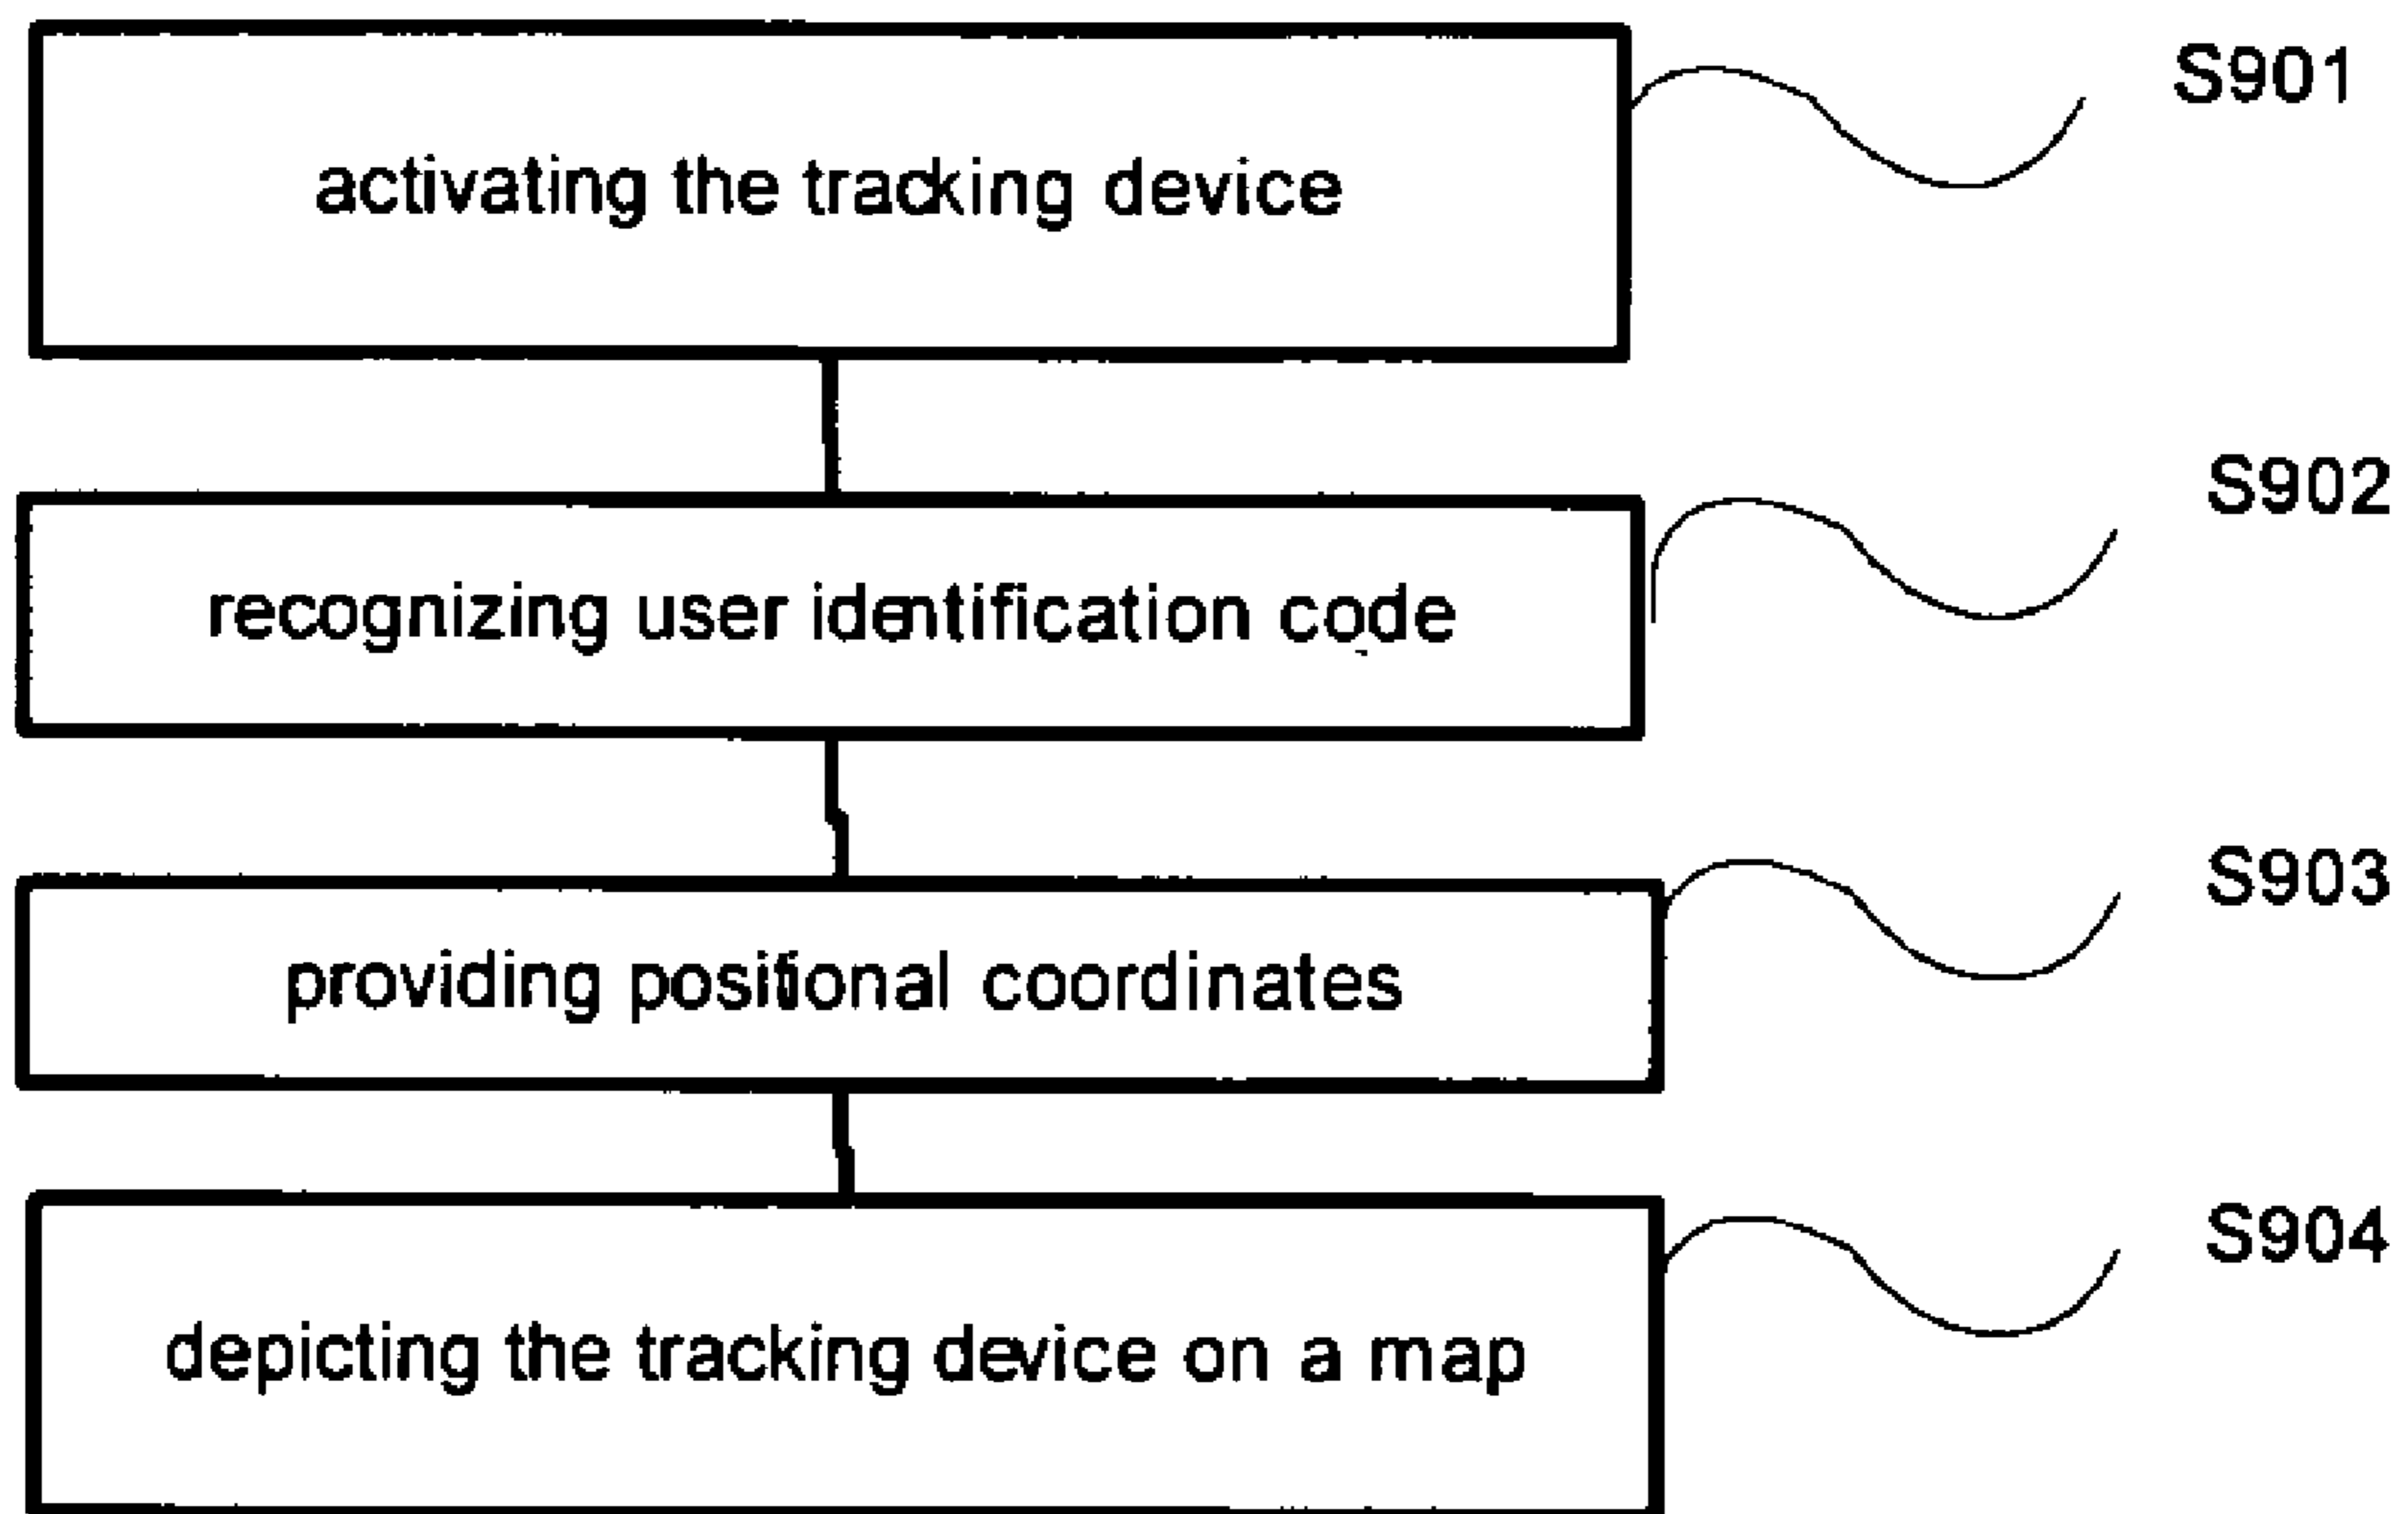 activating the tracking device
S901
recognizing user identification code
S902
providing positional coordinates
S903
depicting the tracking device on a map
S904